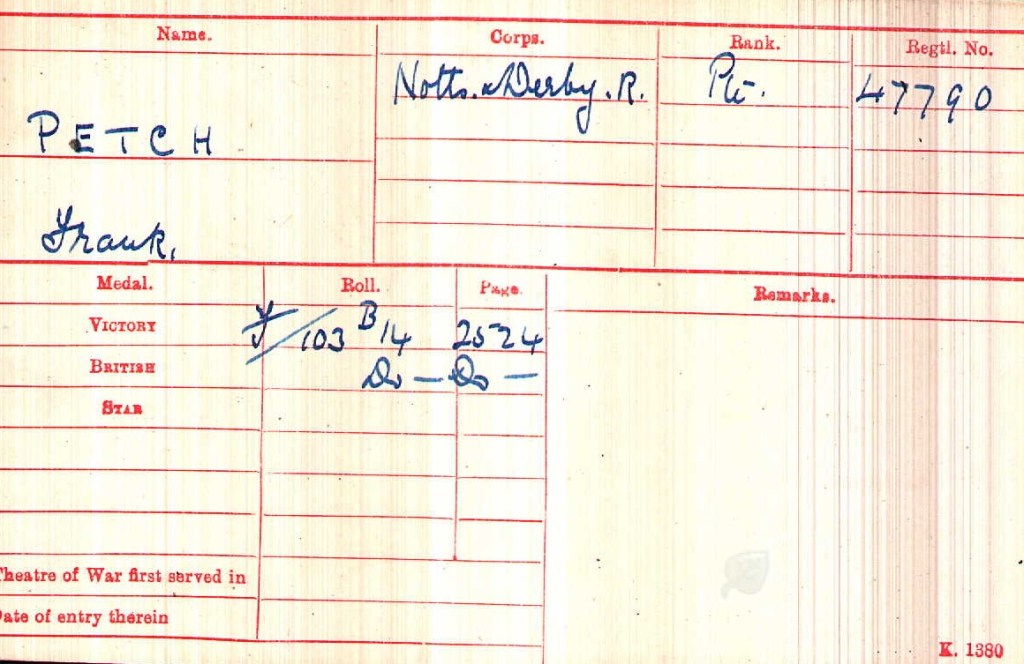 Name. Corps. Rank. Regtl. No.
Notts. & Derby. R. Pte. 47790
PETCH
Frank.
Medal. Roll. Page. Remarks.
VICTORY J/103 B14 2524
BRITISH Do — Do —
STAR
Theatre of War first served in
Date of entry therein
K. 1380